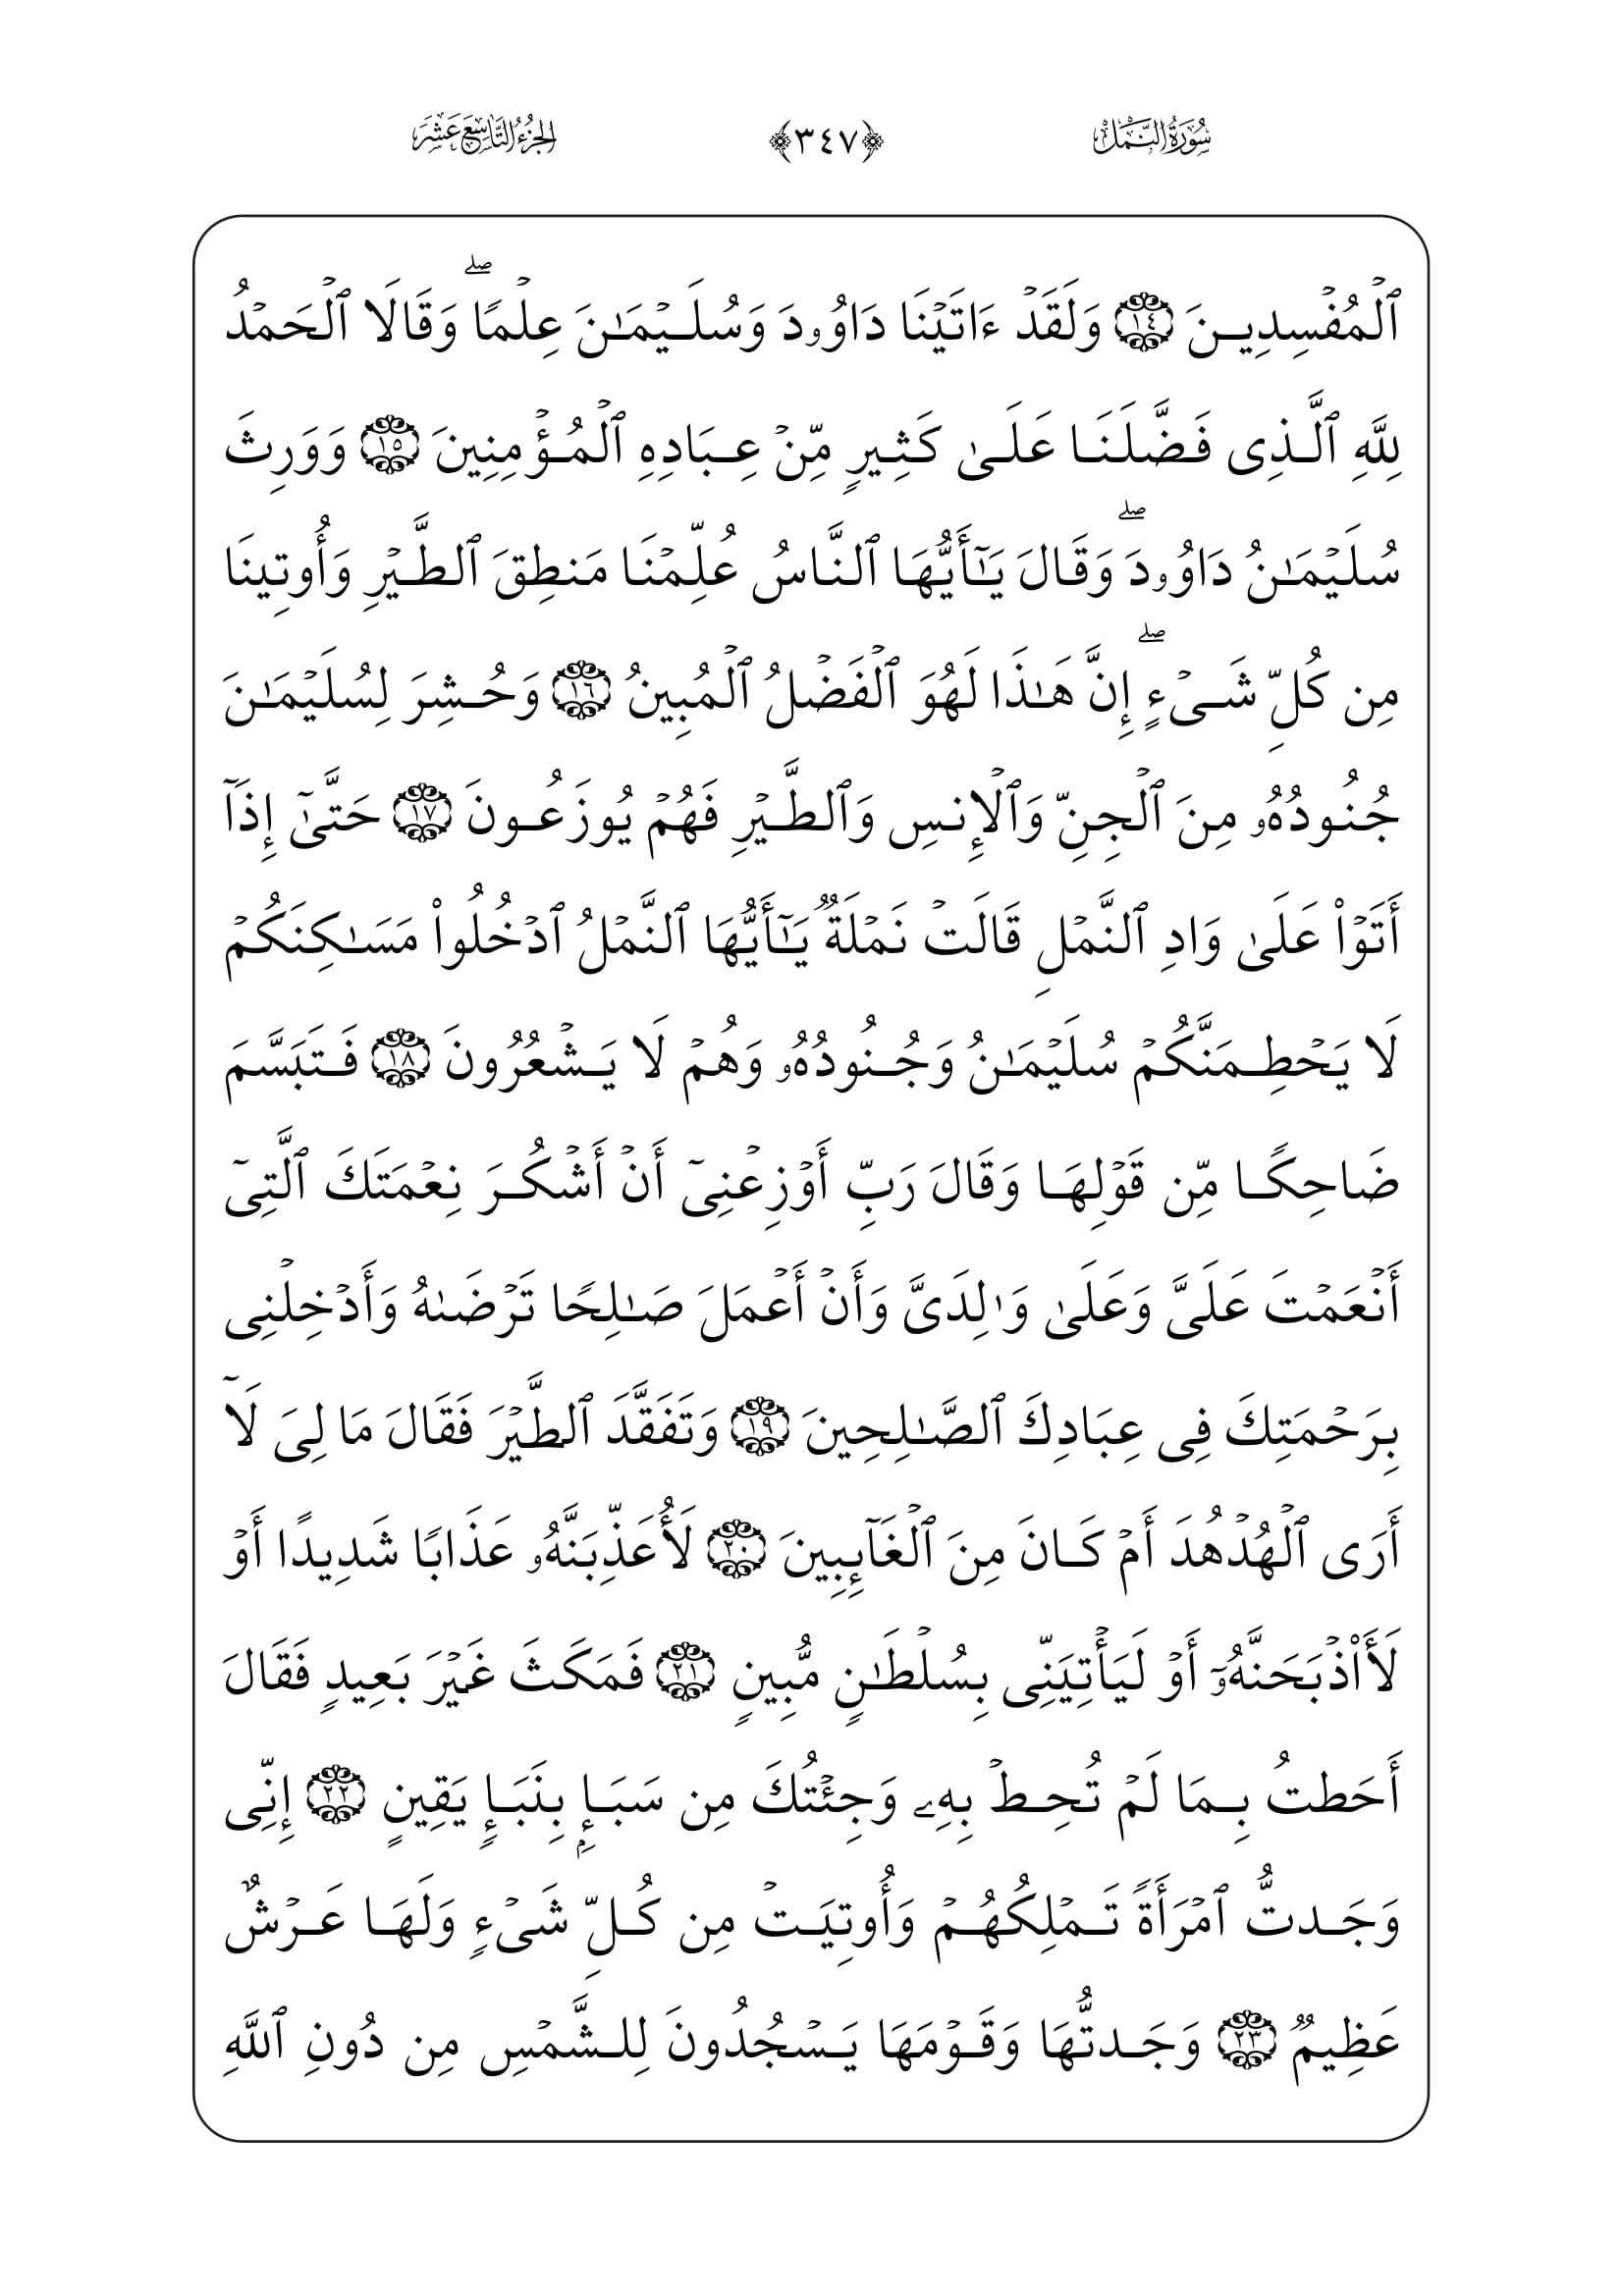 سُورَةُ النَّمۡلِ ﴿٣٤٧﴾ الجُزْءُ التَّاسِعَ عَشَرَ
ٱلۡمُفۡسِدِينَ ١٤ وَلَقَدۡ ءَاتَيۡنَا دَاوُۥدَ وَسُلَيۡمَٰنَ عِلۡمٗاۖ وَقَالَا ٱلۡحَمۡدُ
لِلَّهِ ٱلَّذِي فَضَّلَنَا عَلَىٰ كَثِيرٖ مِّنۡ عِبَادِهِ ٱلۡمُؤۡمِنِينَ ١٥ وَوَرِثَ
سُلَيۡمَٰنُ دَاوُۥدَۖ وَقَالَ يَٰٓأَيُّهَا ٱلنَّاسُ عُلِّمۡنَا مَنطِقَ ٱلطَّيۡرِ وَأُوتِينَا
مِن كُلِّ شَيۡءٍۖ إِنَّ هَٰذَا لَهُوَ ٱلۡفَضۡلُ ٱلۡمُبِينُ ١٦ وَحُشِرَ لِسُلَيۡمَٰنَ
جُنُودُهُۥ مِنَ ٱلۡجِنِّ وَٱلۡإِنسِ وَٱلطَّيۡرِ فَهُمۡ يُوزَعُونَ ١٧ حَتَّىٰٓ إِذَآ
أَتَوۡاْ عَلَىٰ وَادِ ٱلنَّمۡلِ قَالَتۡ نَمۡلَةٞ يَٰٓأَيُّهَا ٱلنَّمۡلُ ٱدۡخُلُواْ مَسَٰكِنَكُمۡ
لَا يَحۡطِمَنَّكُمۡ سُلَيۡمَٰنُ وَجُنُودُهُۥ وَهُمۡ لَا يَشۡعُرُونَ ١٨ فَتَبَسَّمَ
ضَاحِكٗا مِّن قَوۡلِهَا وَقَالَ رَبِّ أَوۡزِعۡنِيٓ أَنۡ أَشۡكُرَ نِعۡمَتَكَ ٱلَّتِيٓ
أَنۡعَمۡتَ عَلَيَّ وَعَلَىٰ وَٰلِدَيَّ وَأَنۡ أَعۡمَلَ صَٰلِحٗا تَرۡضَىٰهُ وَأَدۡخِلۡنِي
بِرَحۡمَتِكَ فِي عِبَادِكَ ٱلصَّٰلِحِينَ ١٩ وَتَفَقَّدَ ٱلطَّيۡرَ فَقَالَ مَا لِيَ لَآ
أَرَى ٱلۡهُدۡهُدَ أَمۡ كَانَ مِنَ ٱلۡغَآئِبِينَ ٢٠ لَأُعَذِّبَنَّهُۥ عَذَابٗا شَدِيدًا أَوۡ
لَأَاْذۡبَحَنَّهُۥٓ أَوۡ لَيَأۡتِيَنِّي بِسُلۡطَٰنٖ مُّبِينٖ ٢١ فَمَكَثَ غَيۡرَ بَعِيدٖ فَقَالَ
أَحَطتُ بِمَا لَمۡ تُحِطۡ بِهِۦ وَجِئۡتُكَ مِن سَبَإِۭ بِنَبَإٖ يَقِينٍ ٢٢ إِنِّي
وَجَدتُّ ٱمۡرَأَةٗ تَمۡلِكُهُمۡ وَأُوتِيَتۡ مِن كُلِّ شَيۡءٖ وَلَهَا عَرۡشٌ
عَظِيمٞ ٢٣ وَجَدتُّهَا وَقَوۡمَهَا يَسۡجُدُونَ لِلشَّمۡسِ مِن دُونِ ٱللَّهِ